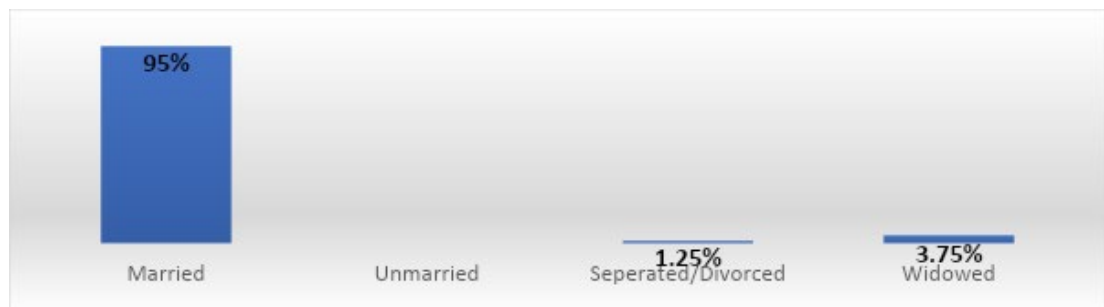 95%
1.25%
3.75%
Married
Unmarried
Seperated/Divorced
Widowed